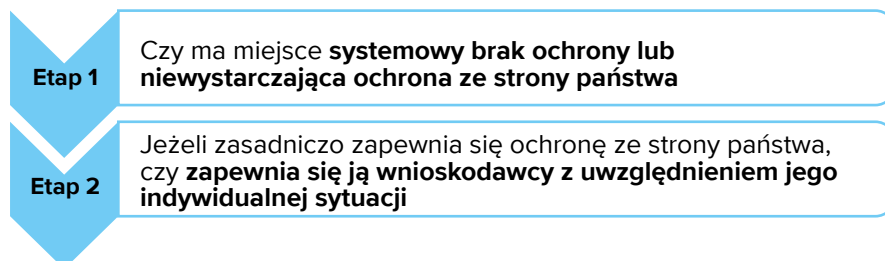 Etap 1
Czy ma miejsce systemowy brak ochrony lub
niewystarczająca ochrona ze strony państwa
Etap 2
Jeżeli zasadniczo zapewnia się ochronę ze strony państwa,
czy zapewnia się ją wnioskodawcy z uwzględnieniem jego
indywidualnej sytuacji